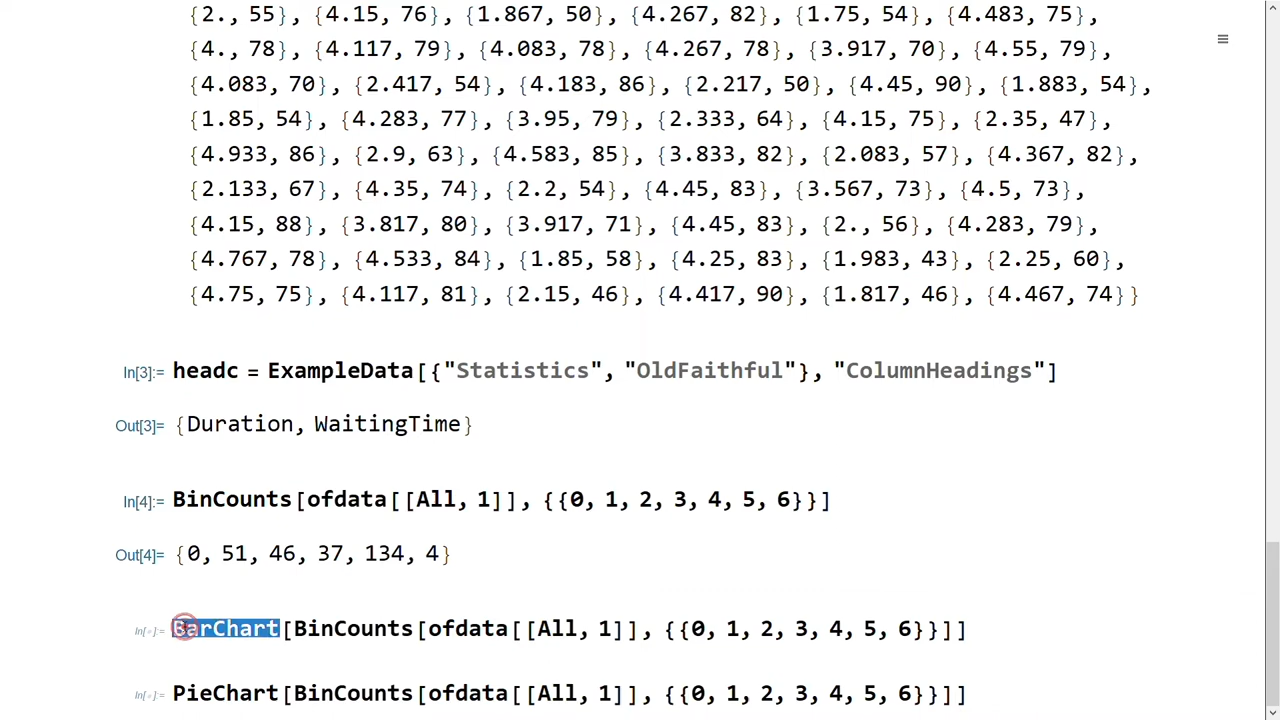 {2., 55}, {4.15, 76}, {1.867, 50}, {4.267, 82}, {1.75, 54}, {4.483, 75},
{4., 78}, {4.117, 79}, {4.083, 78}, {4.267, 78}, {3.917, 70}, {4.55, 79},
{4.083, 70}, {2.417, 54}, {4.183, 86}, {2.217, 50}, {4.45, 90}, {1.883, 54},
{1.85, 54}, {4.283, 77}, {3.95, 79}, {2.333, 64}, {4.15, 75}, {2.35, 47},
{4.933, 86}, {2.9, 63}, {4.583, 85}, {3.833, 82}, {2.083, 57}, {4.367, 82},
{2.133, 67}, {4.35, 74}, {2.2, 54}, {4.45, 83}, {3.567, 73}, {4.5, 73},
{4.15, 88}, {3.817, 80}, {3.917, 71}, {4.45, 83}, {2., 56}, {4.283, 79},
{4.767, 78}, {4.533, 84}, {1.85, 58}, {4.25, 83}, {1.983, 43}, {2.25, 60},
{4.75, 75}, {4.117, 81}, {2.15, 46}, {4.417, 90}, {1.817, 46}, {4.467, 74}}
In[3]:= headc = ExampleData[{"Statistics", "OldFaithful"}, "ColumnHeadings"]
Out[3]= {Duration, WaitingTime}
In[4]:= BinCounts[ofdata[[All, 1]], {{0, 1, 2, 3, 4, 5, 6}}]
Out[4]= {0, 51, 46, 37, 134, 4}
In[∘]:= BarChart[BinCounts[ofdata[[All, 1]], {{0, 1, 2, 3, 4, 5, 6}}]]
In[∘]:= PieChart[BinCounts[ofdata[[All, 1]], {{0, 1, 2, 3, 4, 5, 6}}]]